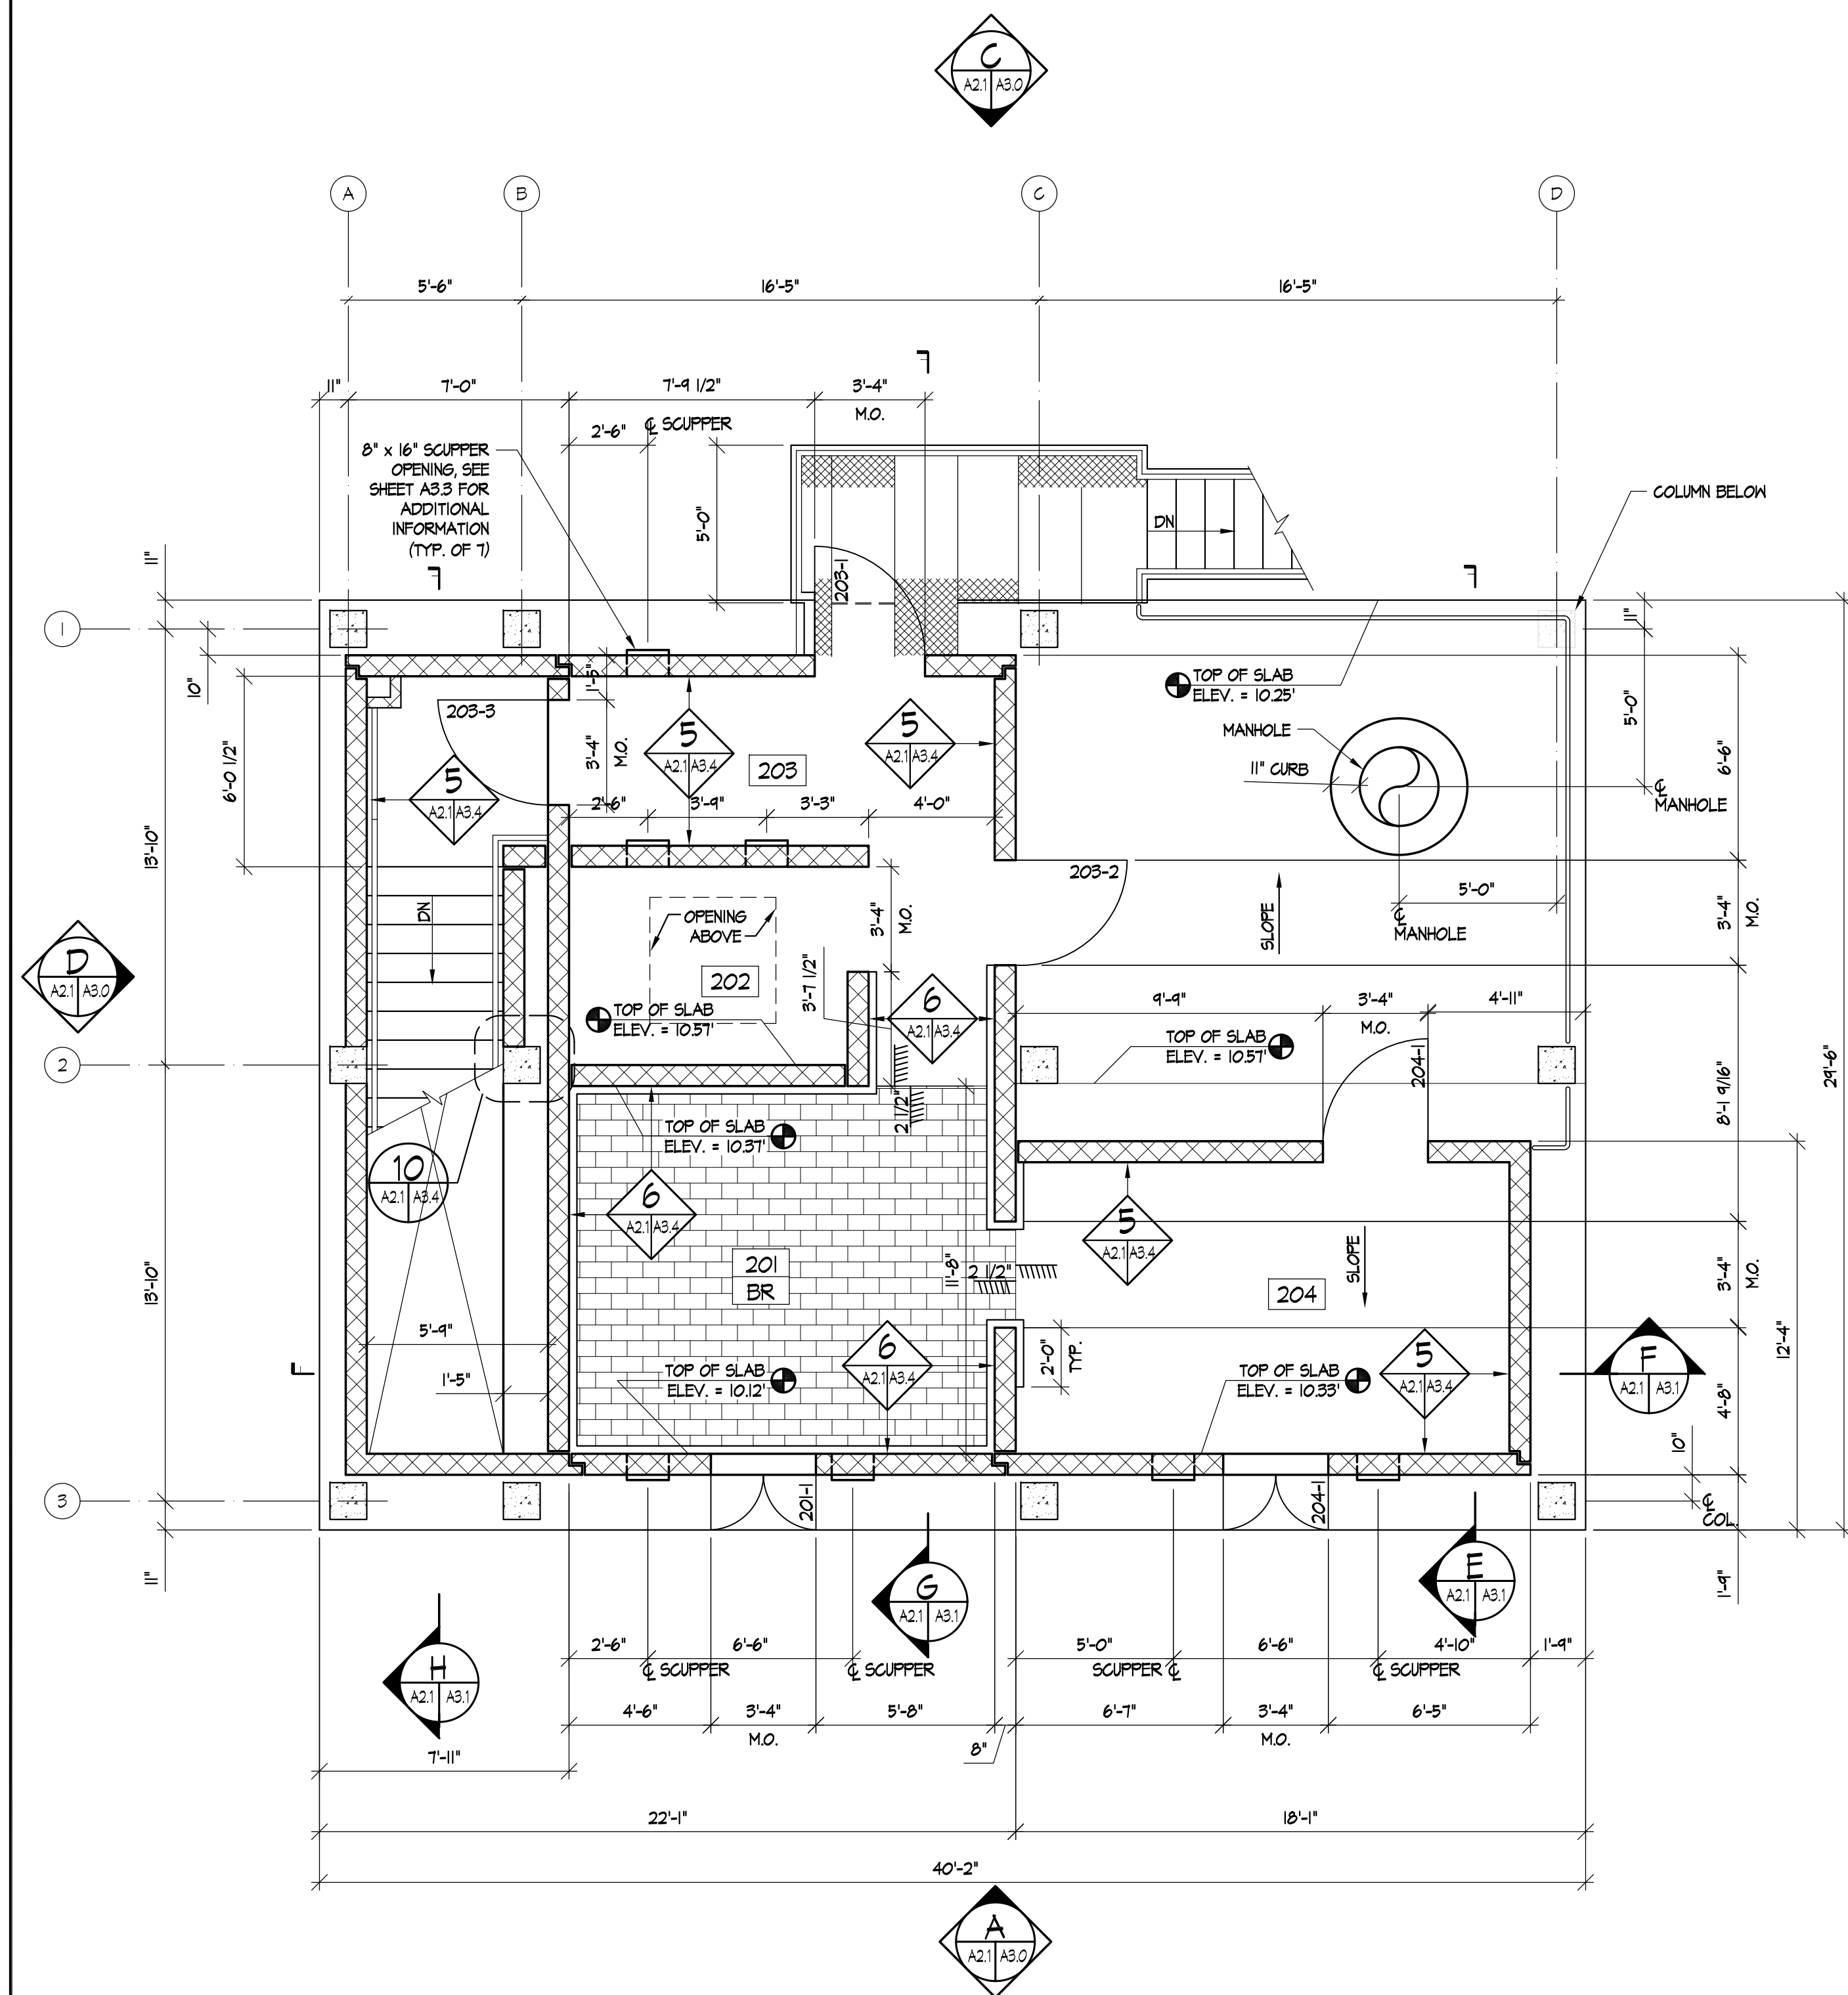 C
A2.1 A3.0
A B C D
5'-6" 16'-5" 16'-5"
11" 7'-0" 7'-9 1/2" 3'-4"
M.O.
2'-6" ℄ SCUPPER
8" x 16" SCUPPER
OPENING, SEE
SHEET A3.3 FOR
ADDITIONAL
INFORMATION
(TYP. OF 7)
5'-0"
DN
COLUMN BELOW
F
F
F
203-1
11"
1
10"
11"
5'-0"
1'-5"
203-3
3'-4"
M.O.
5
A2.1 A3.4
203
5
A2.1 A3.4
5
A2.1 A3.4
TOP OF SLAB
ELEV. = 10.25'
MANHOLE
11" CURB
℄
MANHOLE
6'-0 1/2"
6'-6"
13'-10"
2'-6" 3'-9" 3'-3" 4'-0"
203-2
5'-0"
℄
MANHOLE
SLOPE
3'-4"
M.O.
DN
OPENING
ABOVE
3'-4"
M.O.
202
3'-7 1/2"
D
A2.1 A3.0
6
A2.1 A3.4
TOP OF SLAB
ELEV. = 10.57'
9'-9" 3'-4" 4'-11"
M.O.
TOP OF SLAB
ELEV. = 10.57'
204-1
2
29'-6"
8'-1 9/16"
2 1/2"
TOP OF SLAB
ELEV. = 10.37'
10
A2.1 A3.4
6
A2.1 A3.4
5
A2.1 A3.4
201
BR
11'-8"
2 1/2"
204
SLOPE
13'-10"
3'-4"
M.O.
5'-9"
1'-5"
F
TOP OF SLAB
ELEV. = 10.12'
6
A2.1 A3.4
2'-0"
TYP.
TOP OF SLAB
ELEV. = 10.33'
5
A2.1 A3.4
F
A2.1 A3.1
12'-4"
4'-8"
10"
3
℄
COL.
201-1
204-1
11"
1'-9"
G
A2.1 A3.1
E
A2.1 A3.1
H
A2.1 A3.1
2'-6" 6'-6" 5'-0" 6'-6" 4'-10" 1'-9"
℄ SCUPPER ℄ SCUPPER SCUPPER ℄ ℄ SCUPPER
4'-6" 3'-4" 5'-8" 6'-7" 3'-4" 6'-5"
M.O. M.O.
8"
7'-11"
22'-1" 18'-1"
40'-2"
A
A2.1 A3.0